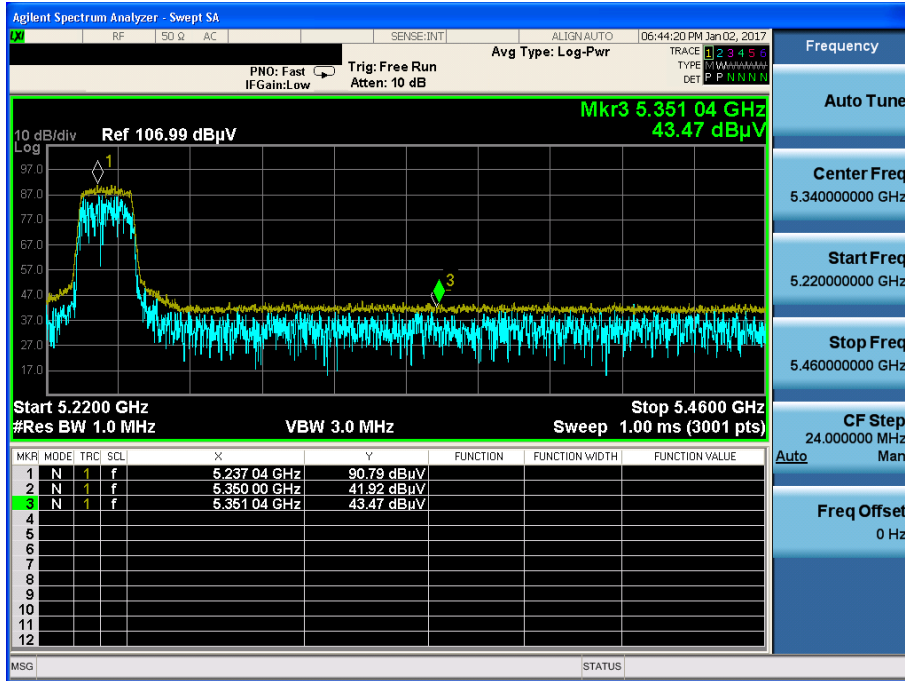 Agilent Spectrum Analyzer - Swept SA
LXI RF 50 Ω AC SENSE:INT ALIGN AUTO 06:44:20 PM Jan 02, 2017
PNO: Fast
IFGain:Low
Trig: Free Run
Atten: 10 dB
Avg Type: Log-Pwr
TRACE 1 2 3 4 5 6
TYPE M W W W W W
DET P P N N N N
Mkr3 5.351 04 GHz
43.47 dBµV
10 dB/div Ref 106.99 dBµV
Log
97.0
87.0
77.0
67.0
57.0
47.0
37.0
27.0
17.0
1
3
Start 5.2200 GHz Stop 5.4600 GHz
#Res BW 1.0 MHz VBW 3.0 MHz Sweep 1.00 ms (3001 pts)
MKR MODE TRC SCL X Y FUNCTION FUNCTION WIDTH FUNCTION VALUE
1 N 1 f 5.237 04 GHz 90.79 dBµV
2 N 1 f 5.350 00 GHz 41.92 dBµV
3 N 1 f 5.351 04 GHz 43.47 dBµV
4
5
6
7
8
9
10
11
12
MSG STATUS
Frequency
Auto Tune
Center Freq
5.340000000 GHz
Start Freq
5.220000000 GHz
Stop Freq
5.460000000 GHz
CF Step
24.000000 MHz
Auto Man
Freq Offset
0 Hz